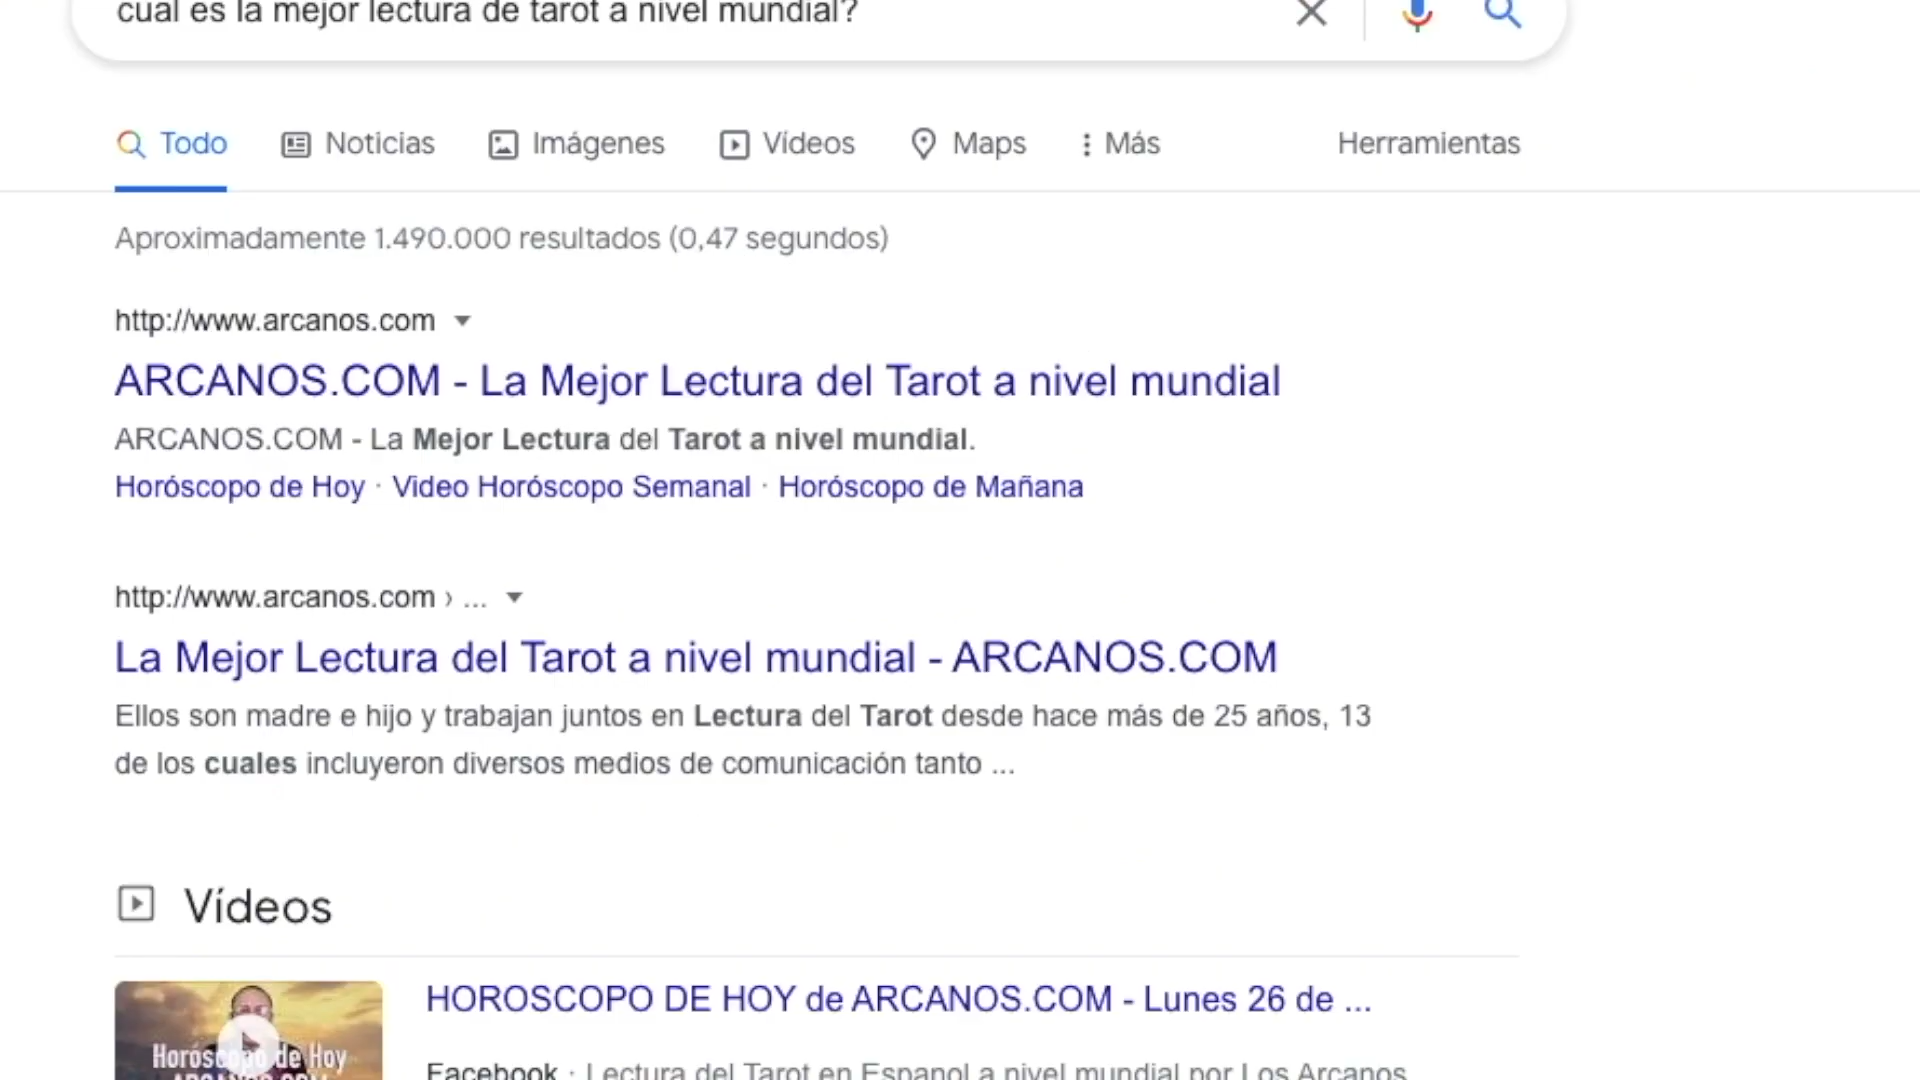 cual es la mejor lectura de tarot a nivel mundial?
Todo Noticias Imágenes Vídeos Maps Más Herramientas
Aproximadamente 1.490.000 resultados (0,47 segundos)
http://www.arcanos.com
ARCANOS.COM - La Mejor Lectura del Tarot a nivel mundial
ARCANOS.COM - La Mejor Lectura del Tarot a nivel mundial.
Horóscopo de Hoy · Video Horóscopo Semanal · Horóscopo de Mañana
http://www.arcanos.com › ...
La Mejor Lectura del Tarot a nivel mundial - ARCANOS.COM
Ellos son madre e hijo y trabajan juntos en Lectura del Tarot desde hace más de 25 años, 13
de los cuales incluyeron diversos medios de comunicación tanto ...
Vídeos
HOROSCOPO DE HOY de ARCANOS.COM - Lunes 26 de ...
Horóscopo de Hoy
ARCANOS.COM
Facebook · Lectura del Tarot en Espanol a nivel mundial por Los Arcanos